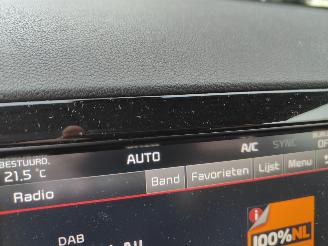 BESTUURD.
AUTO
A/C
SYNC
21.5 °C
Radio
Band
Favorieten
Lijst
Menu
DAB
100%NL